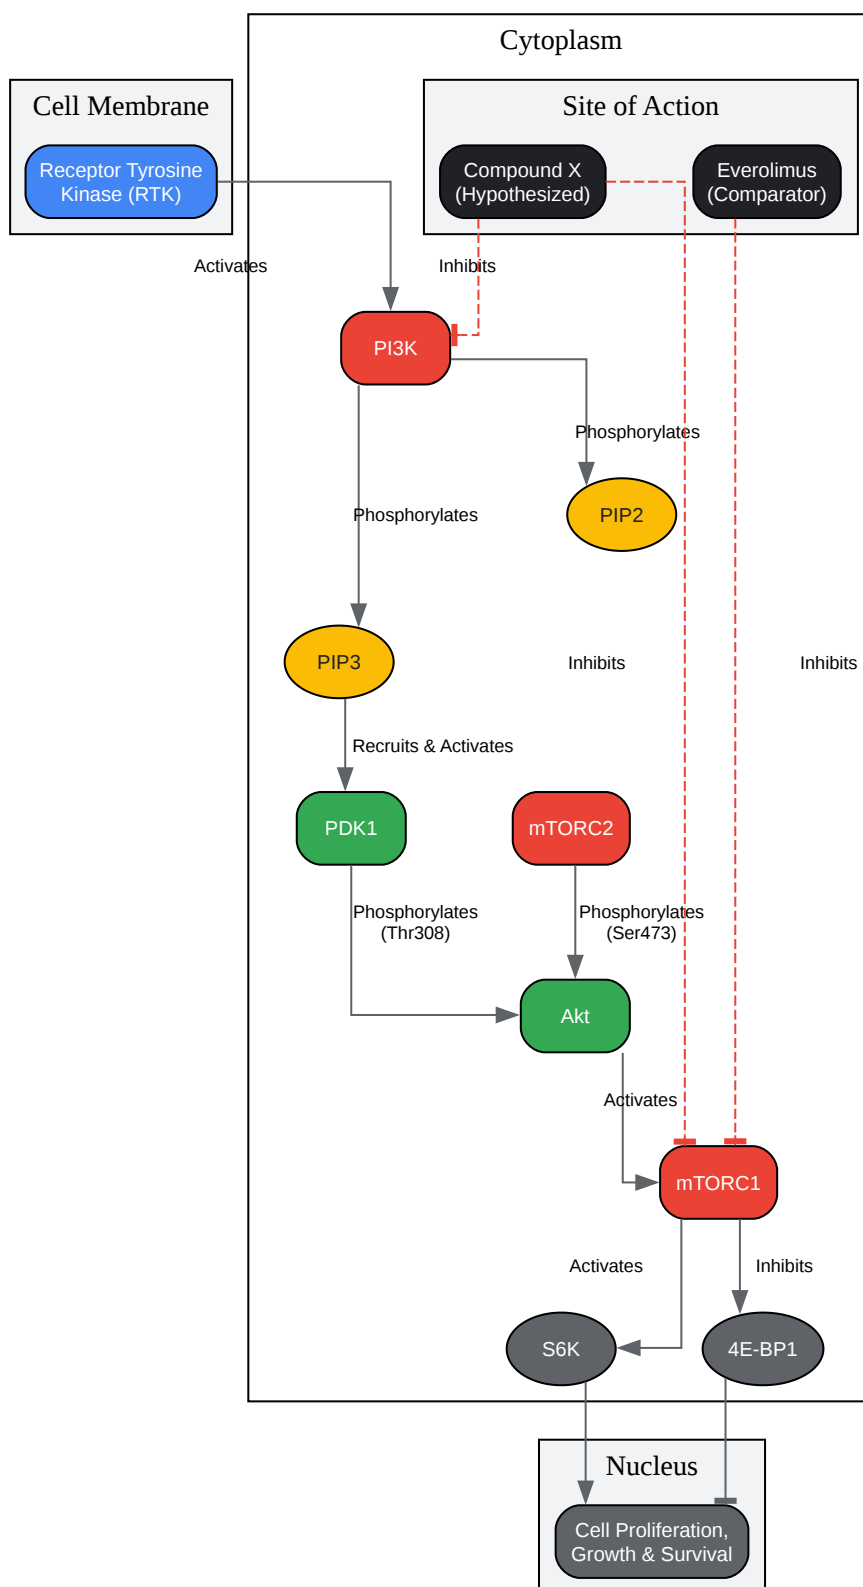 Cytoplasm
Cell Membrane
Site of Action
Receptor Tyrosine
Kinase (RTK)
Compound X
(Hypothesized)
Everolimus
(Comparator)
Activates
Inhibits
PI3K
Phosphorylates
PIP2
Phosphorylates
PIP3
Inhibits
Inhibits
Recruits & Activates
PDK1
mTORC2
Phosphorylates
(Thr308)
Phosphorylates
(Ser473)
Akt
Activates
mTORC1
Activates
Inhibits
S6K
4E-BP1
Nucleus
Cell Proliferation,
Growth & Survival